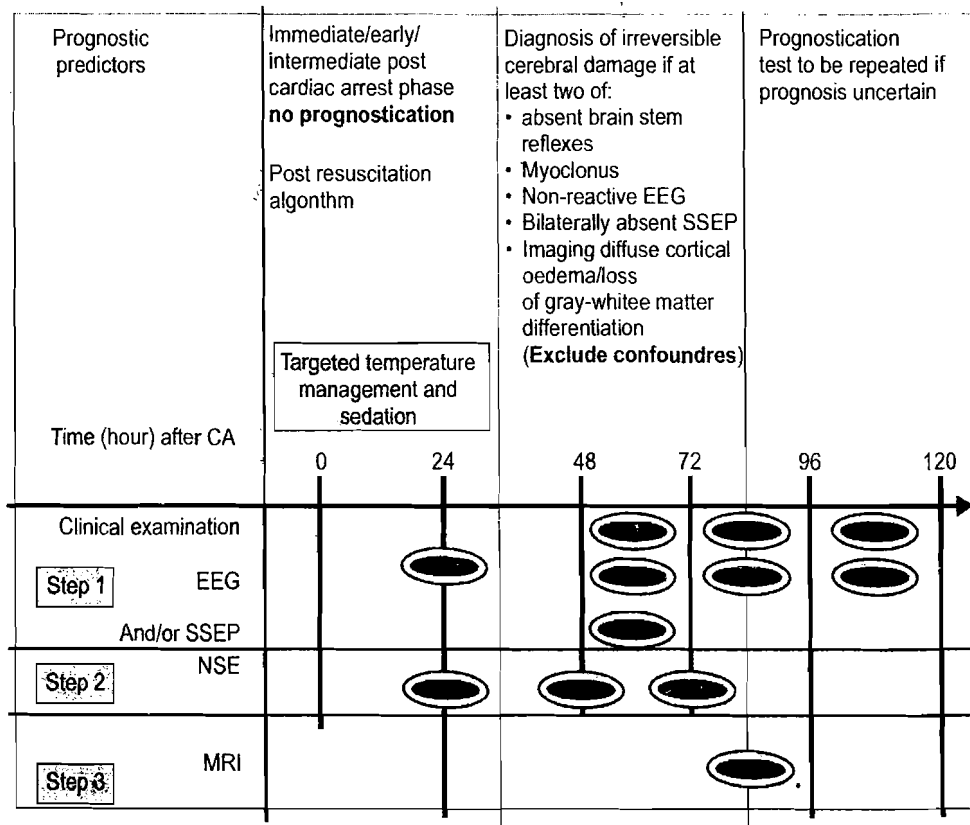 Prognostic
predictors
Immediate/early/
intermediate post
cardiac arrest phase
no prognostication
Post resuscitation
algonthm
Diagnosis of irreversible
cerebral damage if at
least two of:
• absent brain stem
reflexes
• Myoclonus
• Non-reactive EEG
• Bilaterally absent SSEP
• Imaging diffuse cortical
oedema/loss
of gray-whitee matter
differentiation
(Exclude confoundres)
Prognostication
test to be repeated if
prognosis uncertain
Targeted temperature
management and
sedation
Time (hour) after CA
0 24 48 72 96 120
Clinical examination
Step 1 EEG
And/or SSEP
NSE
Step 2
MRI
Step 3